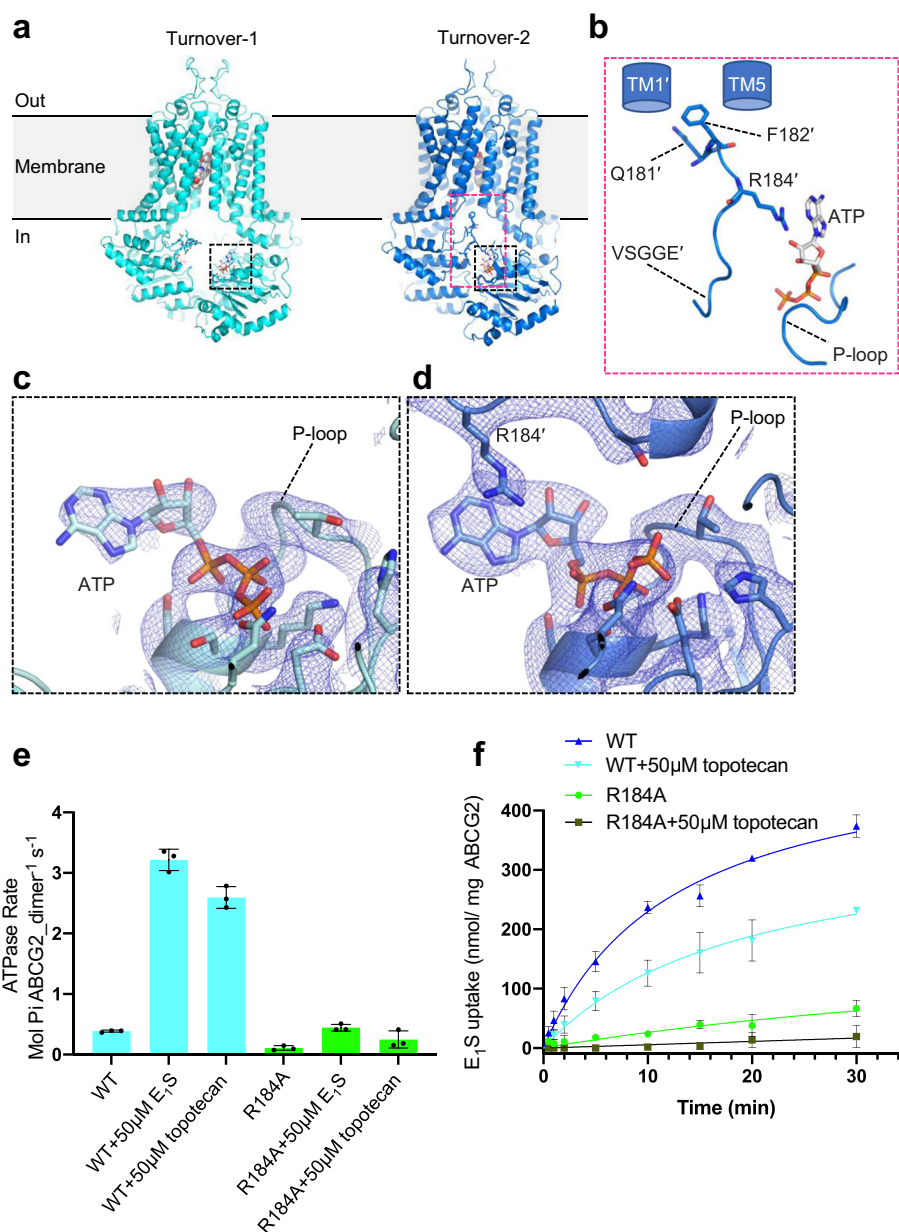 a
Turnover-1
Turnover-2
Out
Membrane
In
b
TM1′
TM5
F182′
Q181′
R184′
ATP
VSGGE′
P-loop
c
P-loop
ATP
d
R184′
P-loop
ATP
e
ATPase Rate
Mol Pi ABCG2_dimer⁻¹ s⁻¹
4
3
2
1
0
WT
WT+50µM E₁S
WT+50µM topotecan
R184A
R184A+50µM E₁S
R184A+50µM topotecan
f
WT
WT+50µM topotecan
R184A
R184A+50µM topotecan
E₁S uptake (nmol/ mg ABCG2)
400
300
200
100
0
0
10
20
30
Time (min)